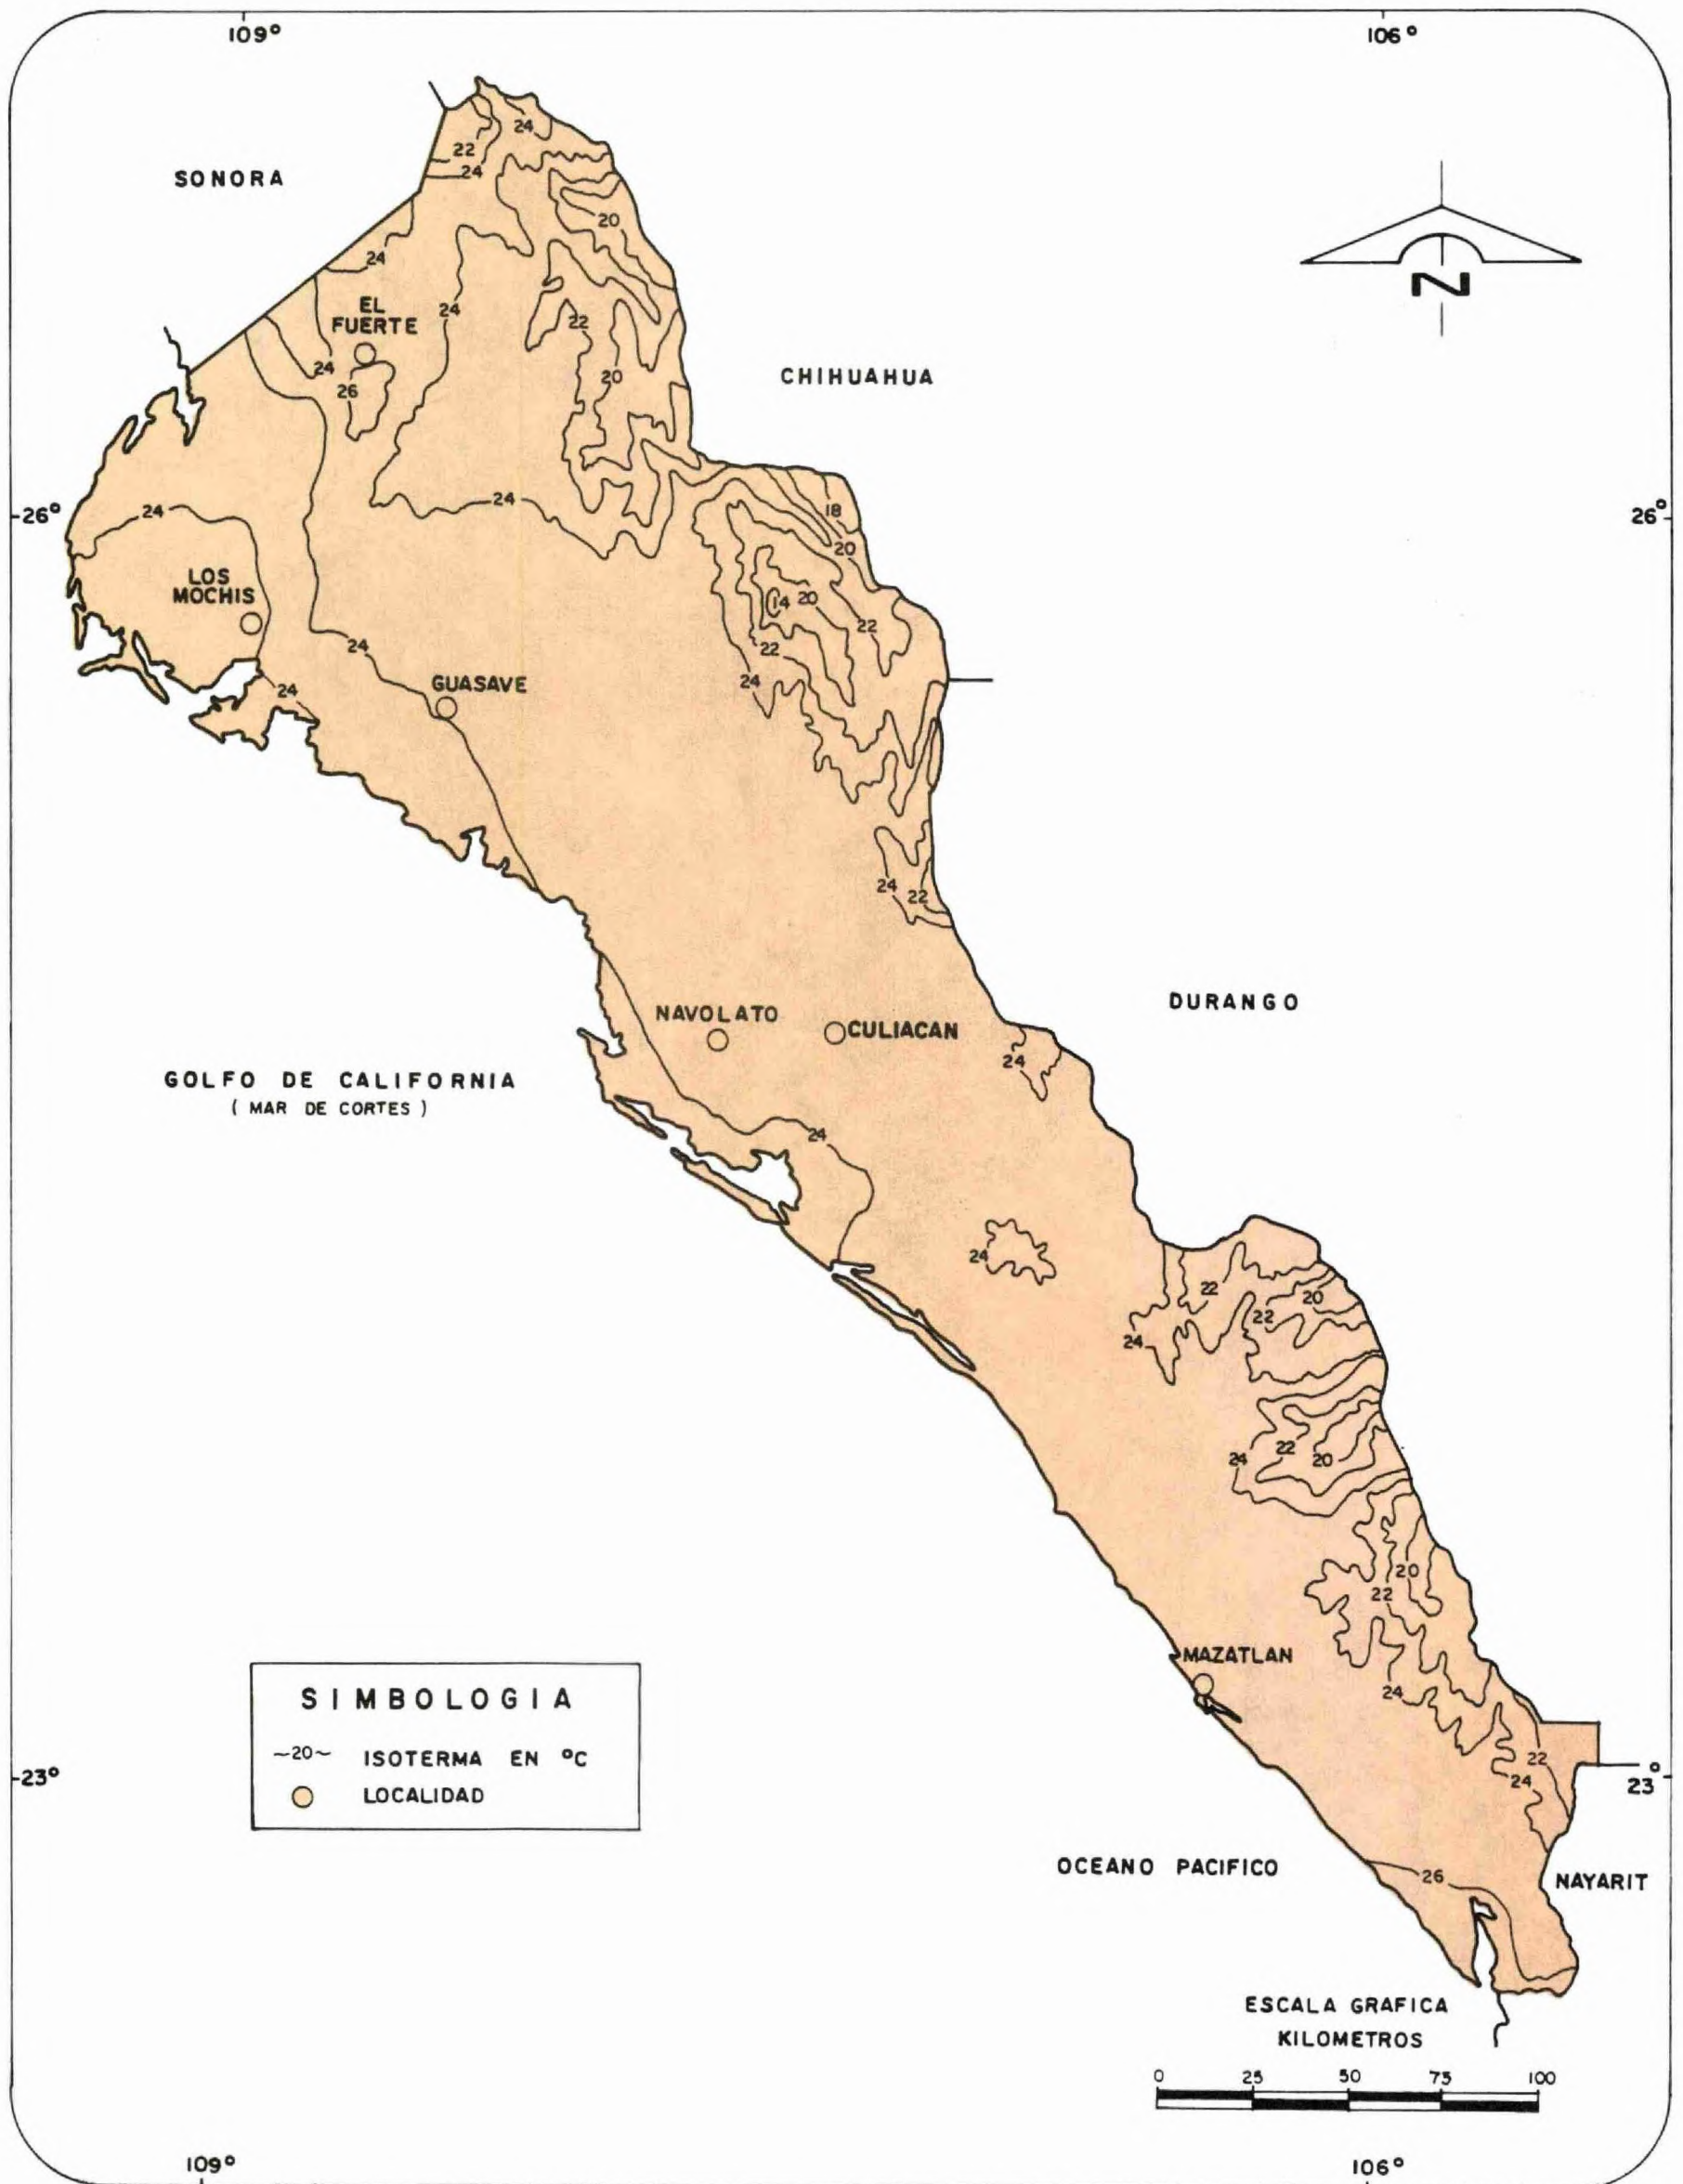 109°
106°
SONORA
24
22
24
20
24
24
EL
FUERTE
22
CHIHUAHUA
24
26
20
N
26°
24
24
18
26°
20
LOS
MOCHIS
14
20
22
24
22
24
24
GUASAVE
24
22
NAVOLATO
CULIACAN
DURANGO
24
GOLFO DE CALIFORNIA
( MAR DE CORTES )
24
24
22
20
22
24
24
22
20
20
22
MAZATLAN
24
SIMBOLOGIA
~20~ ISOTERMA EN °C
LOCALIDAD
22
24
23°
23°
OCEANO PACIFICO
26
NAYARIT
ESCALA GRAFICA
KILOMETROS
0 25 50 75 100
109°
106°